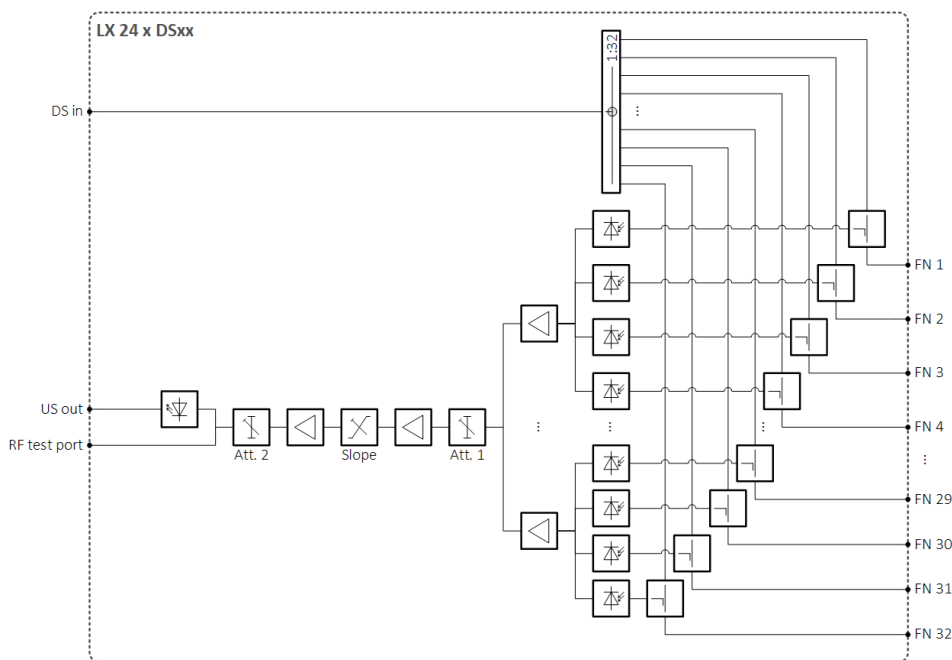 LX 24 x DSxx
1:32
DS in
...
FN 1
FN 2
FN 3
FN 4
US out
RF test port
Att. 2
Slope
Att. 1
...
...
...
...
FN 29
FN 30
FN 31
FN 32